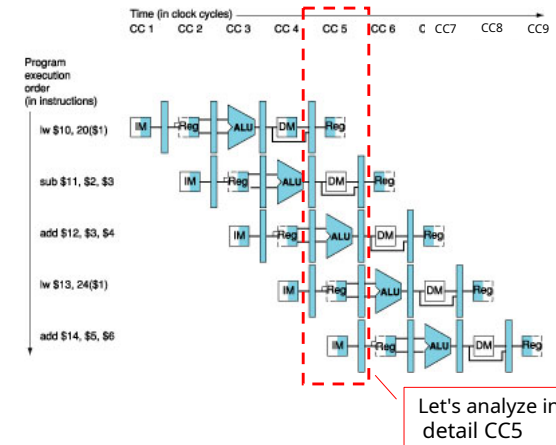 Time (in clock cycles)
CC 1 CC 2 CC 3 CC 4 CC 5 CC 6 C CC7 CC8 CC9
Program
execution
order
(in instructions)
lw $10, 20($1)
IM Reg ALU DM Reg
sub $11, $2, $3
IM Reg ALU DM Reg
add $12, $3, $4
IM Reg ALU DM Reg
lw $13, 24($1)
IM Reg ALU DM Reg
add $14, $5, $6
IM Reg ALU DM Reg
Let's analyze in
detail CC5